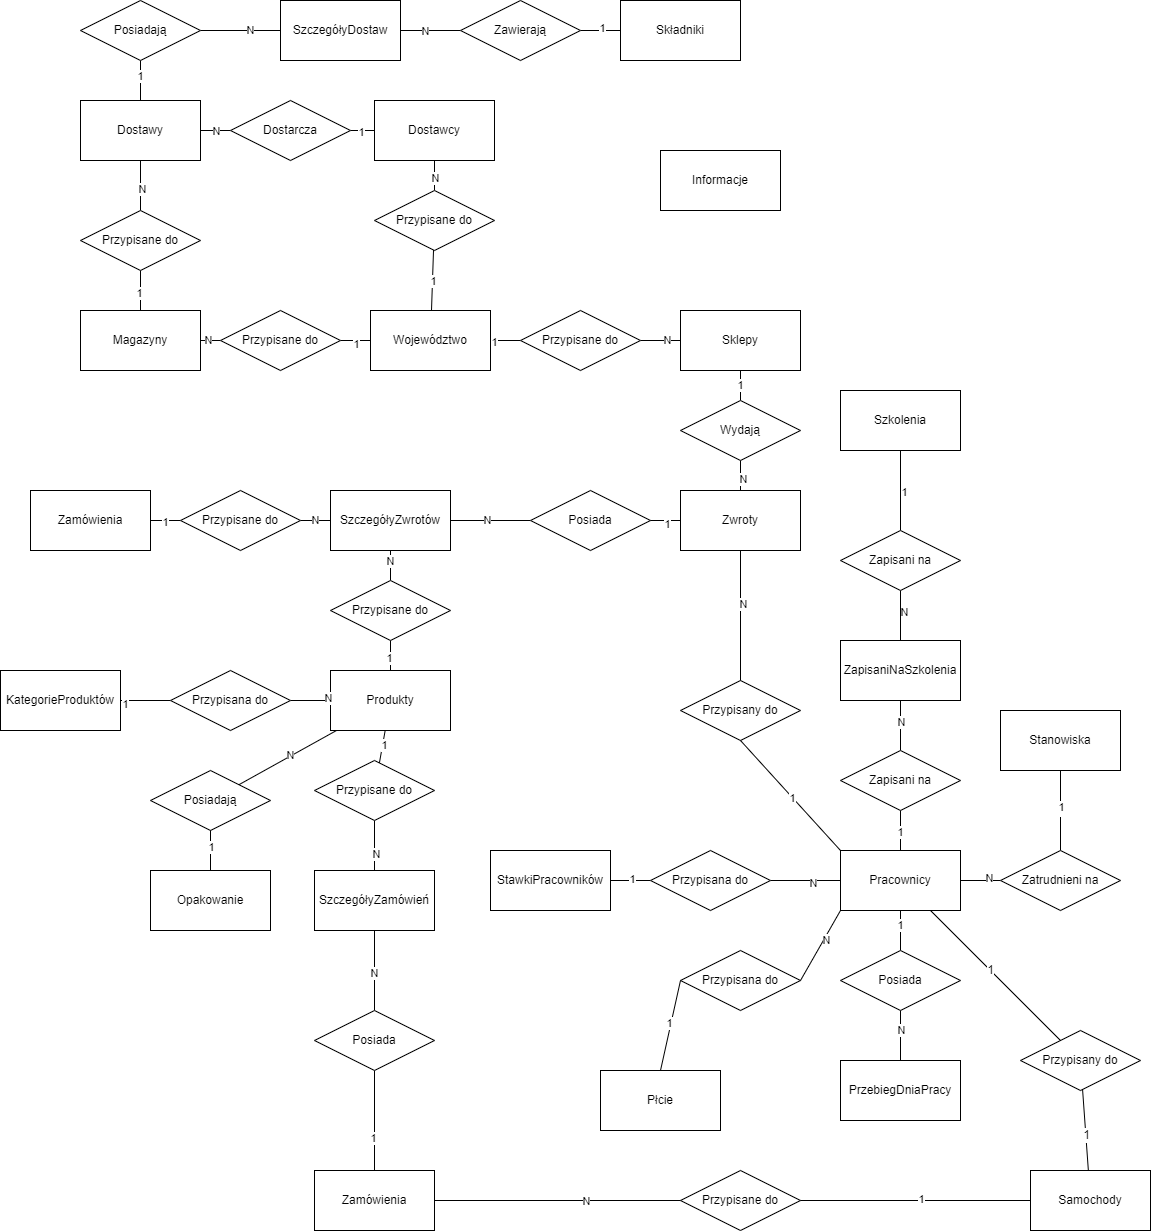 Posiadają
N
SzczegółyDostaw
N
Zawierają
1
Składniki
1
Dostawy
N
Dostarcza
1
Dostawcy
N
N
Informacje
Przypisane do
Przypisane do
1
1
Magazyny
N
Przypisane do
1
Województwo
1
Przypisane do
N
Sklepy
1
Wydają
N
Szkolenia
1
Zamówienia
1
Przypisane do
N
SzczegółyZwrotów
N
Posiada
1
Zwroty
N
Zapisani na
N
N
Przypisane do
1
ZapisaniNaSzkolenia
N
KategorieProduktów
1
Przypisana do
N
Produkty
Przypisany do
1
Stanowiska
1
N
1
Posiadają
1
Przypisane do
N
Zapisani na
1
Opakowanie
SzczegółyZamówień
StawkiPracowników
1
Przypisana do
N
Pracownicy
N
Zatrudnieni na
N
N
1
1
Przypisana do
1
Posiada
N
Posiada
1
Płcie
PrzebiegDniaPracy
Przypisany do
1
Zamówienia
N
Przypisane do
1
Samochody